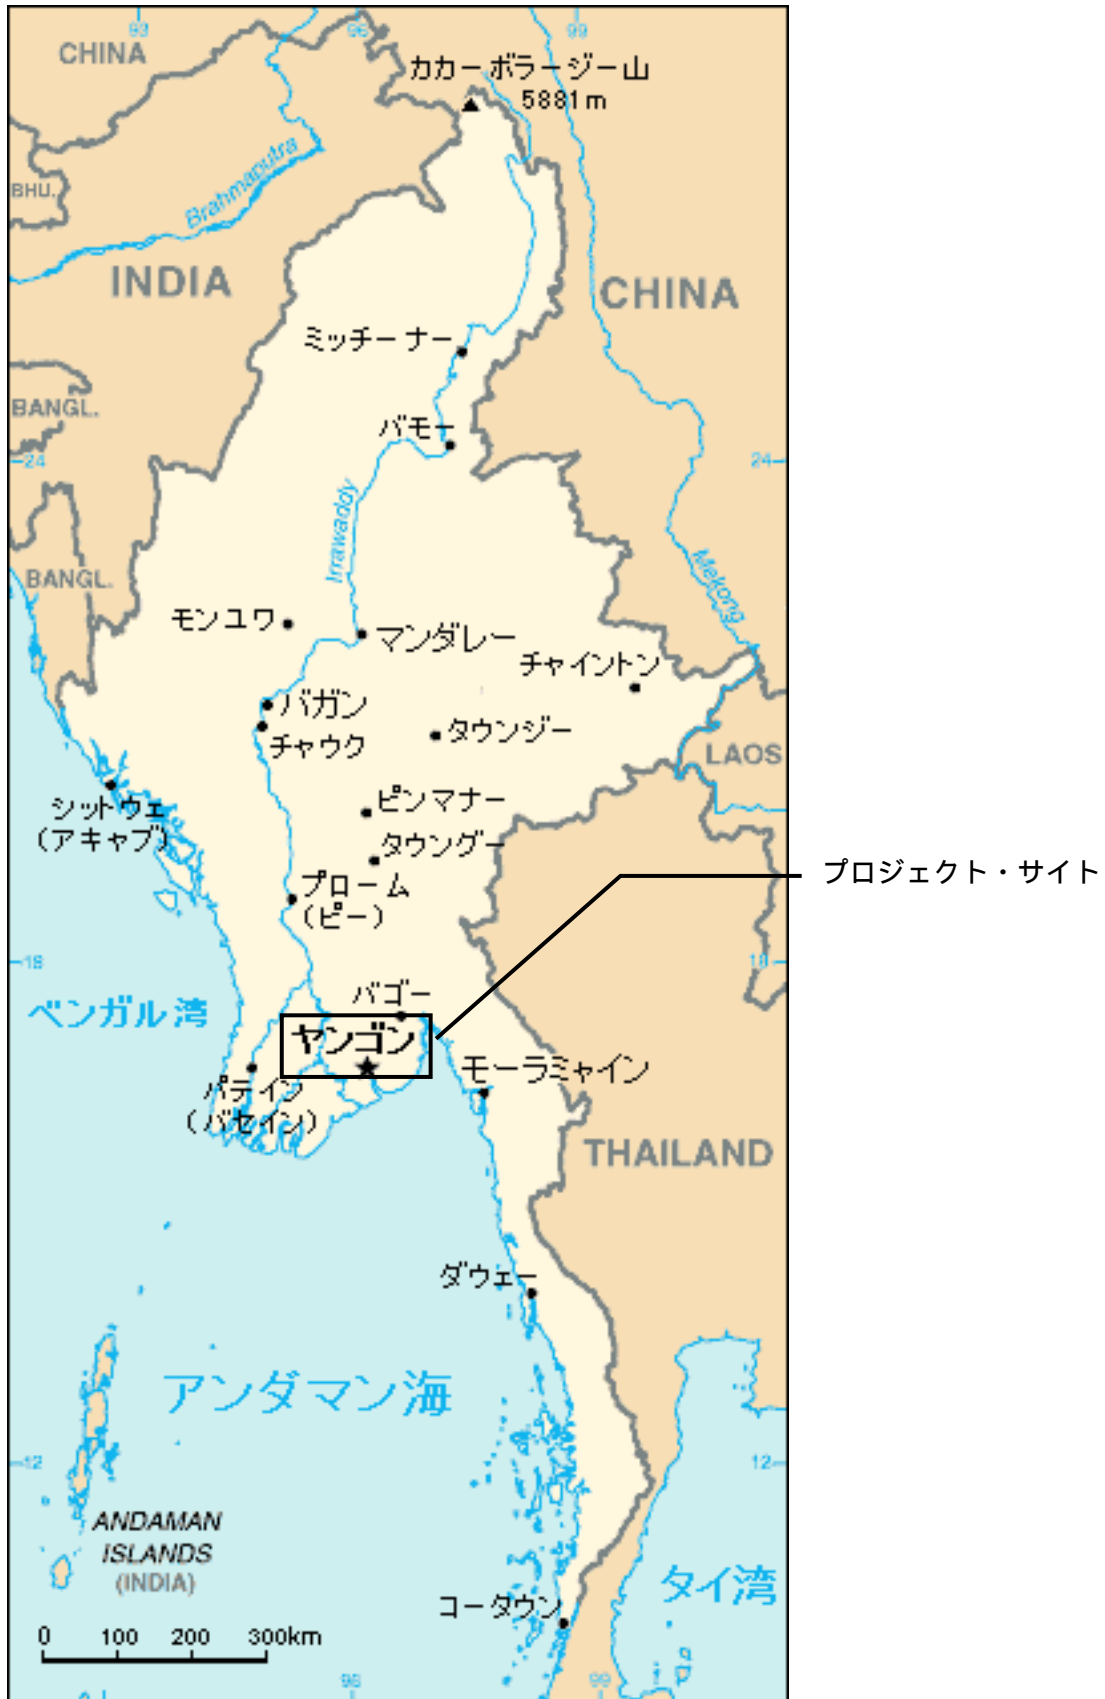 93
96
99
CHINA
カカーボラージー山
5881m
BHU.
Brahmaputra
INDIA
CHINA
ミッチーナー
BANGL.
バモー
24
24
Irrawaddy
BANGL.
Mekong
モンユワ
マンダレー
チャイントン
バガン
チャウク
タウンジー
LAOS
シットウェ
(アキャブ)
ピンマナー
タウングー
プロジェクト・サイト
プローム
(ピー)
18
18
ベンガル湾
バゴー
ヤンゴン
モーラミャイン
パテイン
(バセイン)
THAILAND
ダウェー
アンダマン海
12
12
ANDAMAN
ISLANDS
(INDIA)
タイ湾
コータウン
0 100 200 300km
96
99